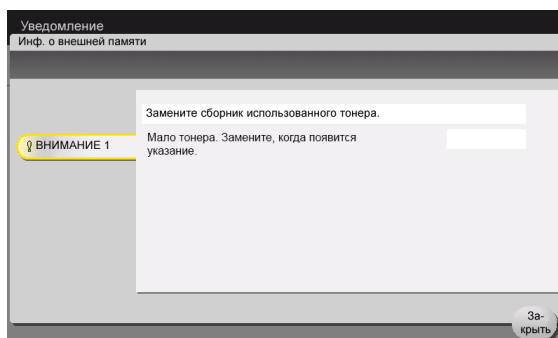 Уведомление
Инф. о внешней памяти
Замените сборник использованного тонера.
ВНИМАНИЕ 1
Мало тонера. Замените, когда появится
указание.
За-
крыть